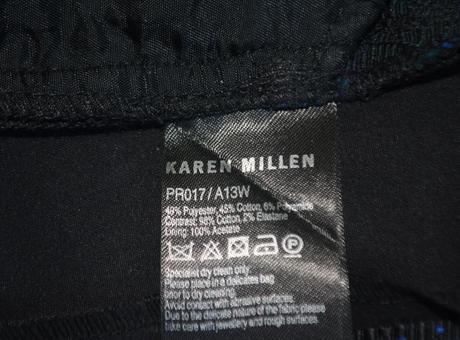 KAREN MILLEN
PR017/A13W
49% Polyester, 45% Cotton, 6% Polyamide
Contrast: 98% Cotton, 2% Elastane
Lining: 100% Acetate
P
Specialist dry clean only.
Please place in a delicates bag
prior to dry cleaning.
Avoid contact with abrasive surfaces.
Due to the delicate nature of the fabric please
take care with jewellery and rough surfaces.